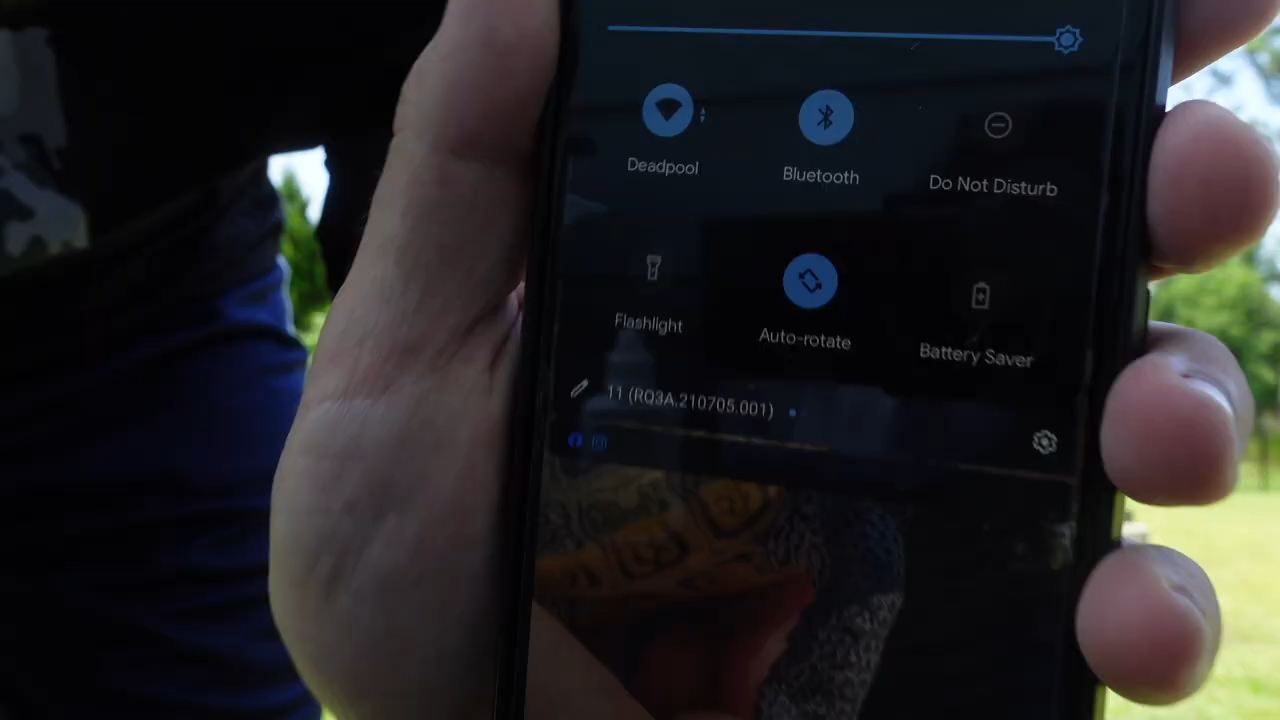 Deadpool
Bluetooth
Do Not Disturb
Flashlight
Auto-rotate
Battery Saver
11 (RQ3A.210705.001)